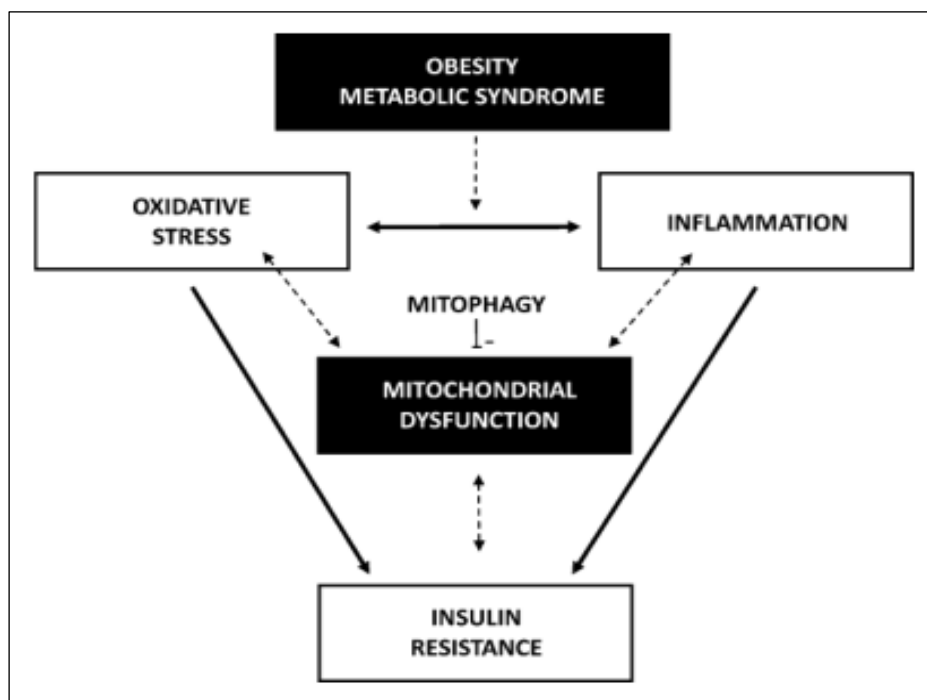 OBESITY
METABOLIC SYNDROME
OXIDATIVE
STRESS
INFLAMMATION
MITOPHAGY
-
MITOCHONDRIAL
DYSFUNCTION
INSULIN
RESISTANCE